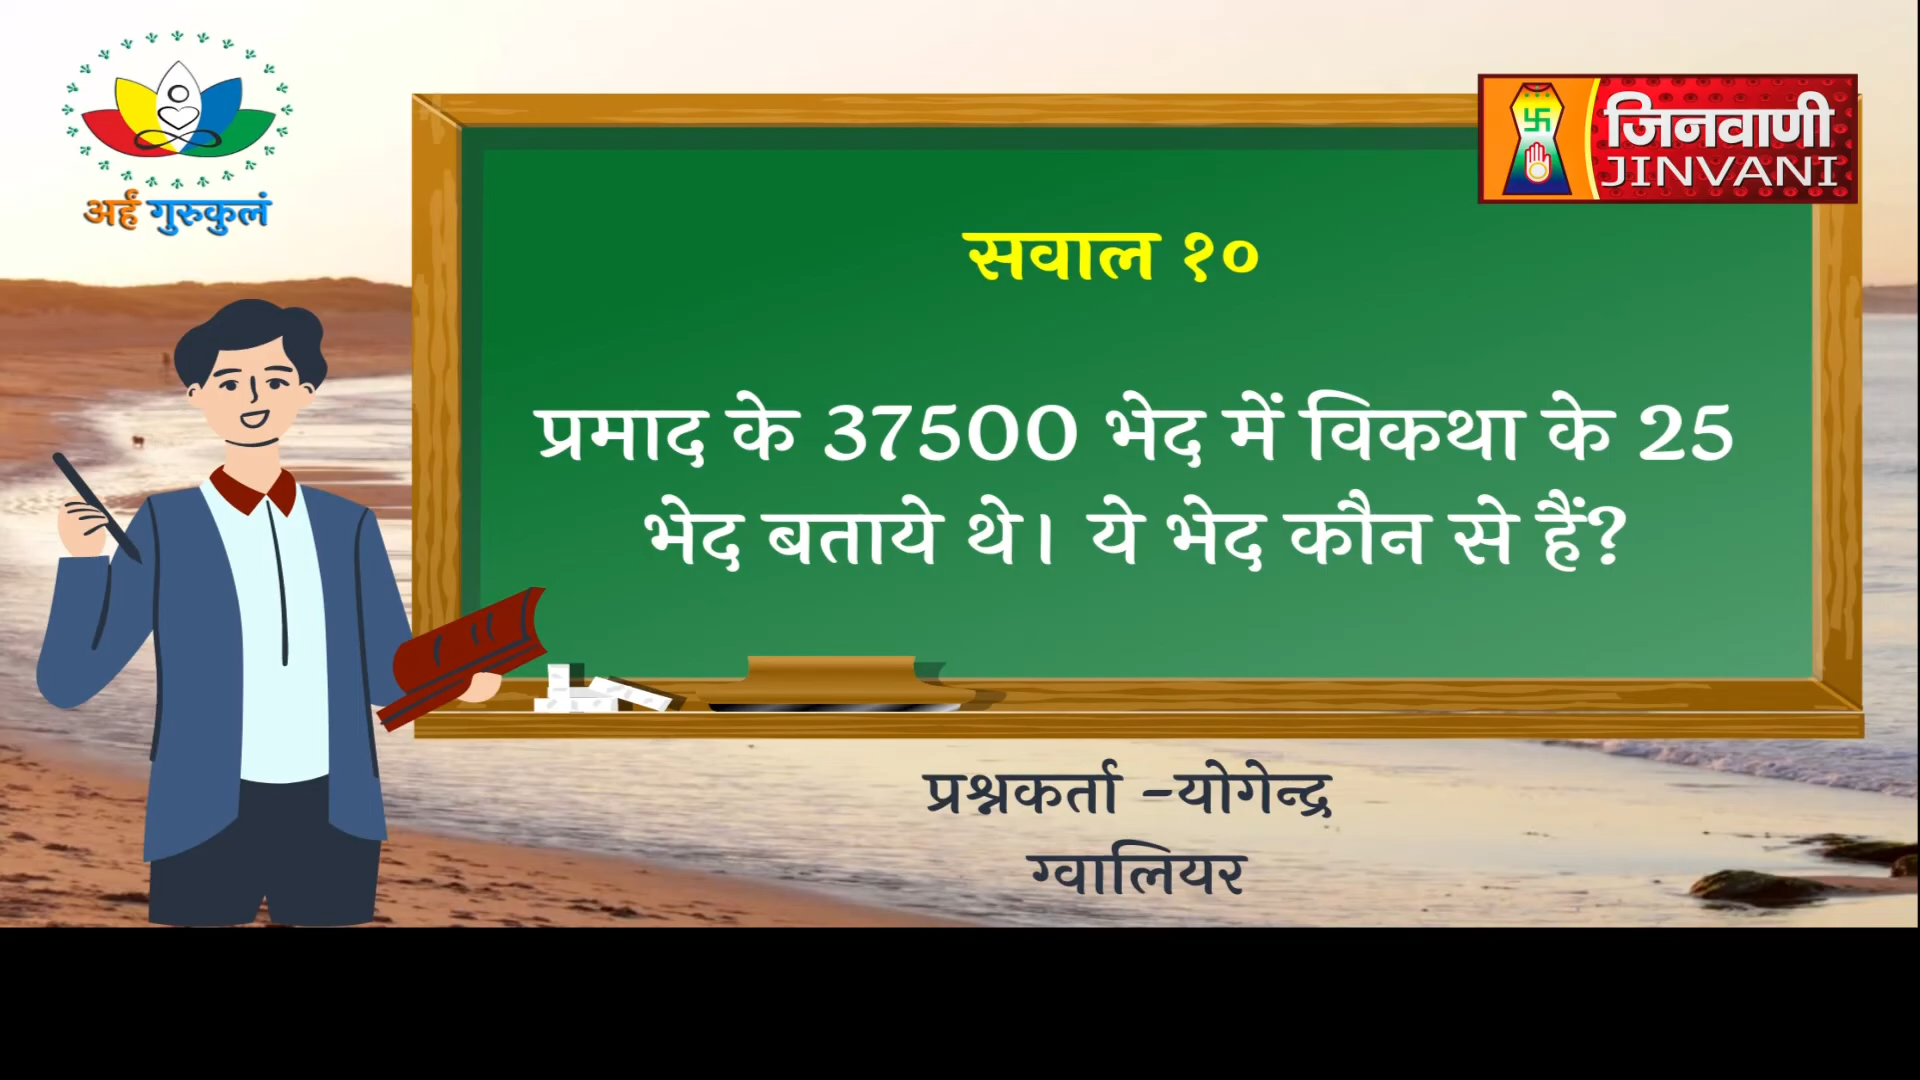 अर्हं गुरुकुलं
जिनवाणी
JINVANI
सवाल १०
प्रमाद के 37500 भेद में विकथा के 25
भेद बताये थे। ये भेद कौन से हैं?
प्रश्नकर्ता -योगेन्द्र
ग्वालियर